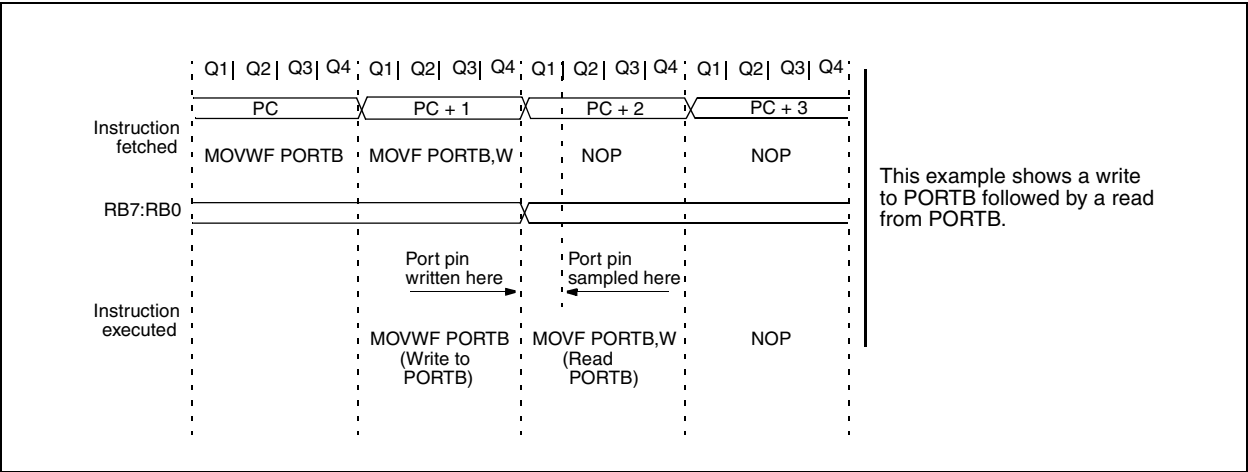 Q1| Q2| Q3| Q4 Q1| Q2| Q3| Q4 Q1| Q2| Q3| Q4 Q1| Q2| Q3| Q4
PC PC + 1 PC + 2 PC + 3
Instruction
fetched
MOVWF PORTB MOVF PORTB,W NOP NOP
This example shows a write
to PORTB followed by a read
from PORTB.
RB7:RB0
Port pin
written here
Port pin
sampled here
Instruction
executed
MOVWF PORTB
(Write to
PORTB)
MOVF PORTB,W
(Read
PORTB)
NOP